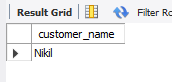 Result Grid Filter Ro
customer_name
Nikil